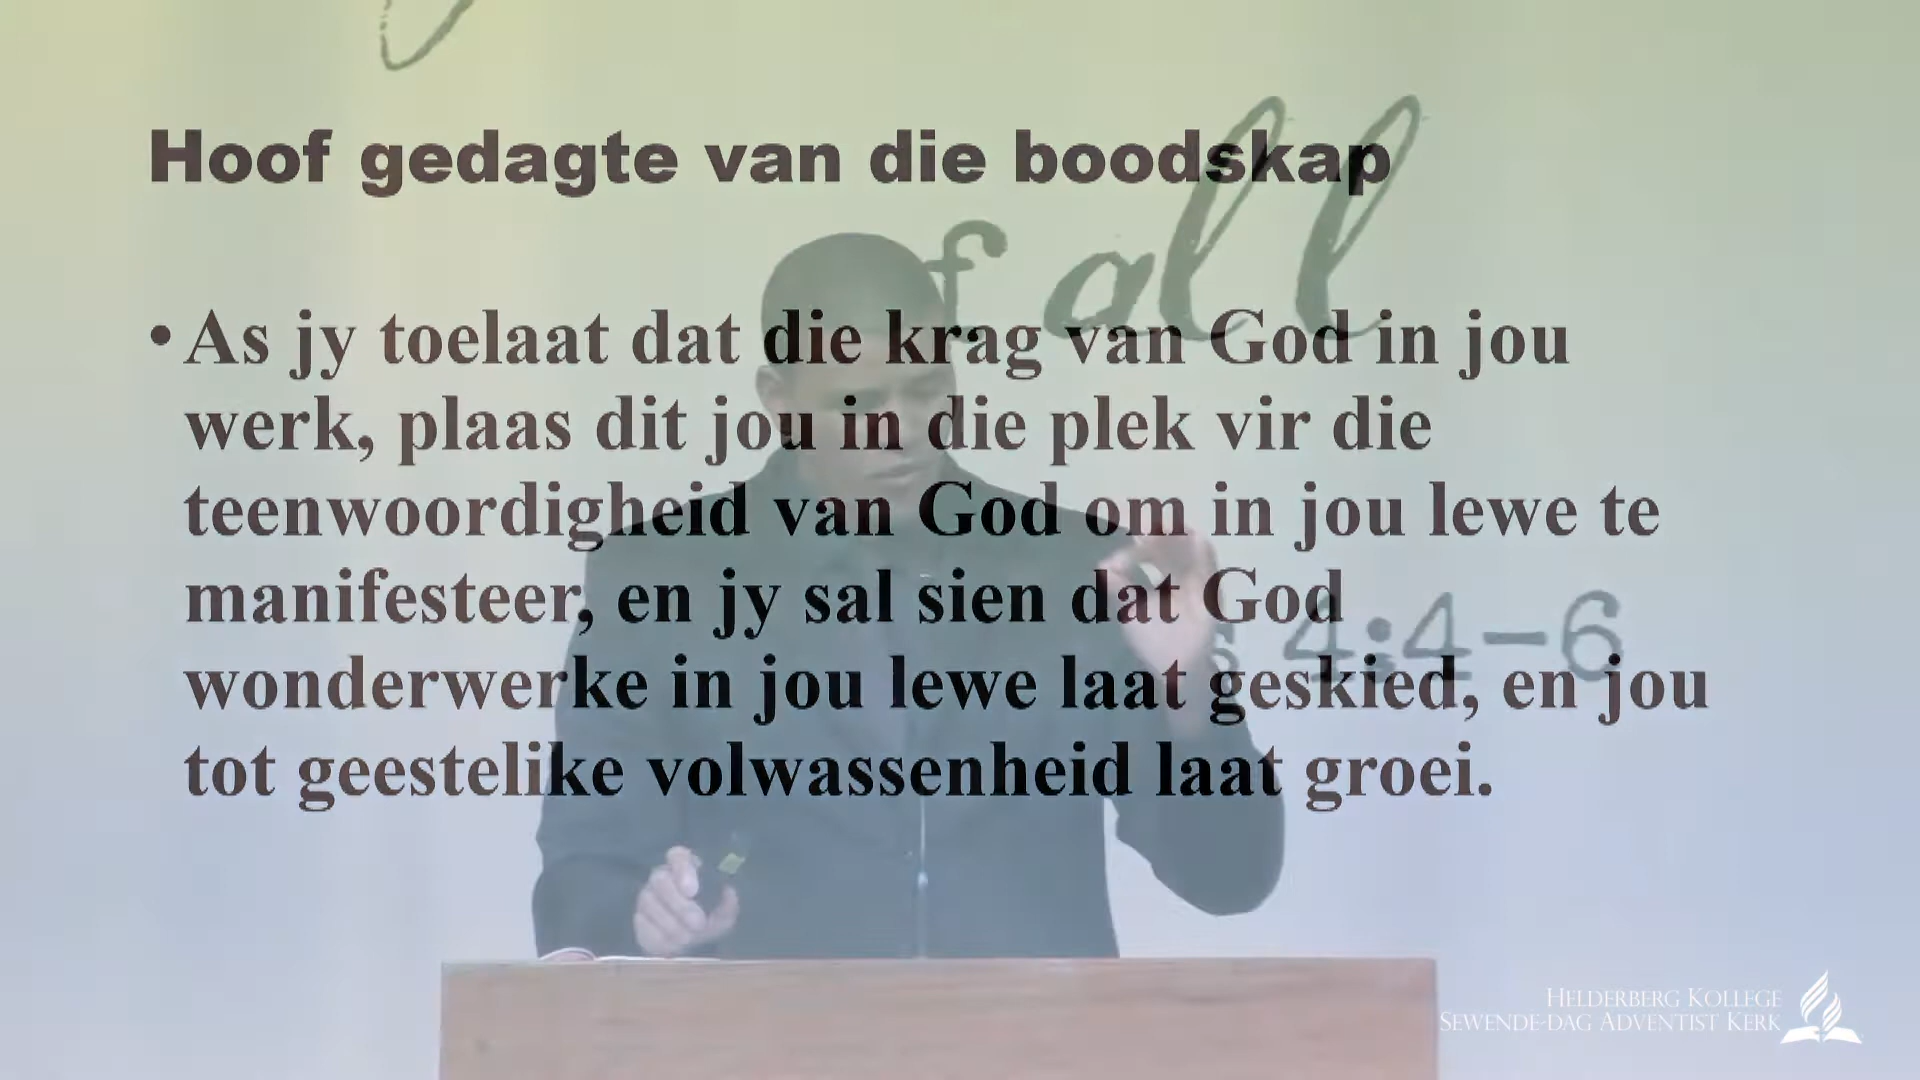 Hoof gedagte van die boodskap
f all
• As jy toelaat dat die krag van God in jou
werk, plaas dit jou in die plek vir die
teenwoordigheid van God om in jou lewe te
manifesteer, en jy sal sien dat God
4:4-6
wonderwerke in jou lewe laat geskied, en jou
tot geestelike volwassenheid laat groei.
HELDERBERG KOLLEGE
SEWENDE-DAG ADVENTIST KERK